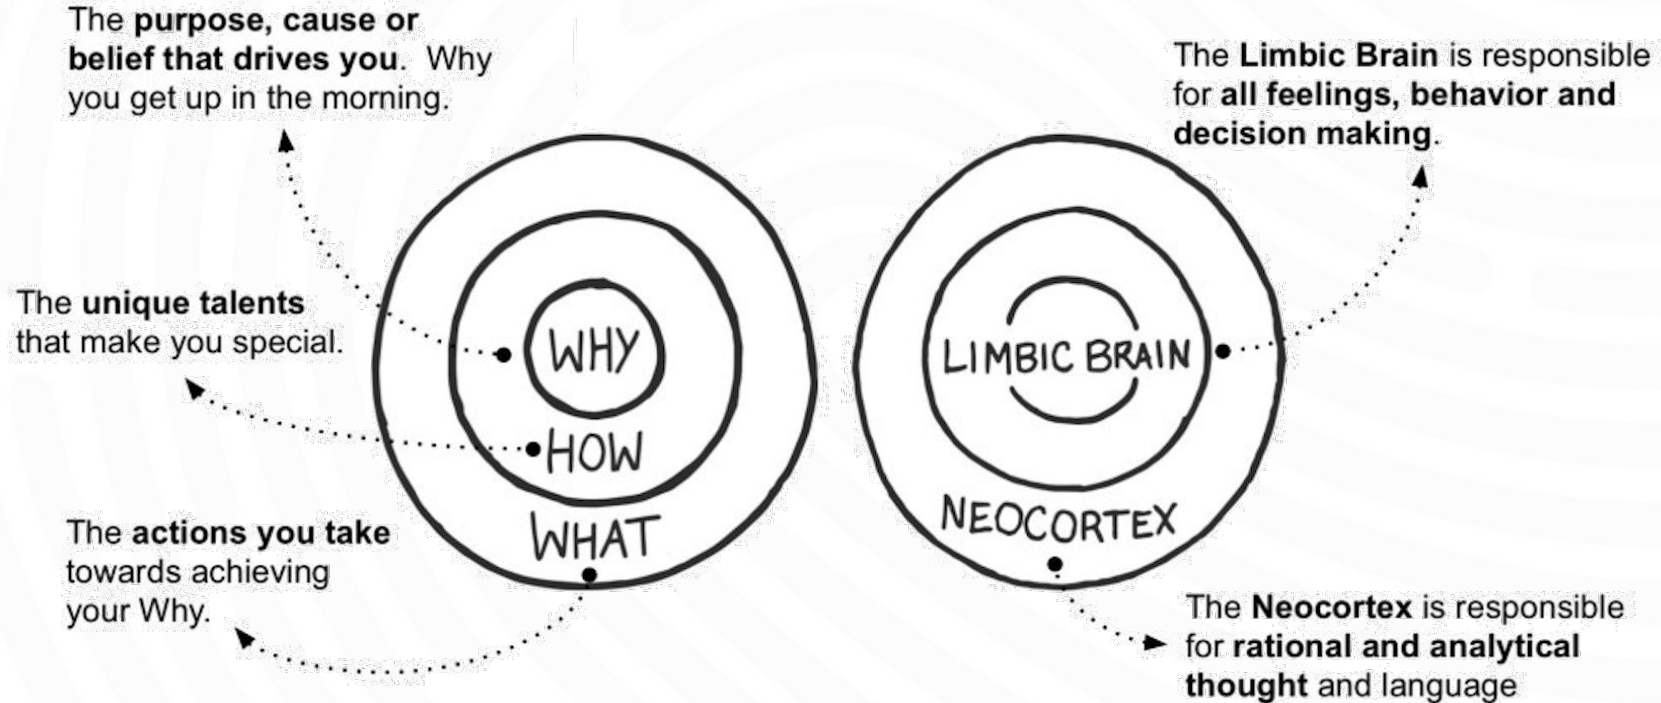 The purpose, cause or
belief that drives you. Why
you get up in the morning.
The unique talents
that make you special.
The actions you take
towards achieving
your Why.
WHY
HOW
WHAT
LIMBIC BRAIN
NEOCORTEX
The Limbic Brain is responsible
for all feelings, behavior and
decision making.
The Neocortex is responsible
for rational and analytical
thought and language